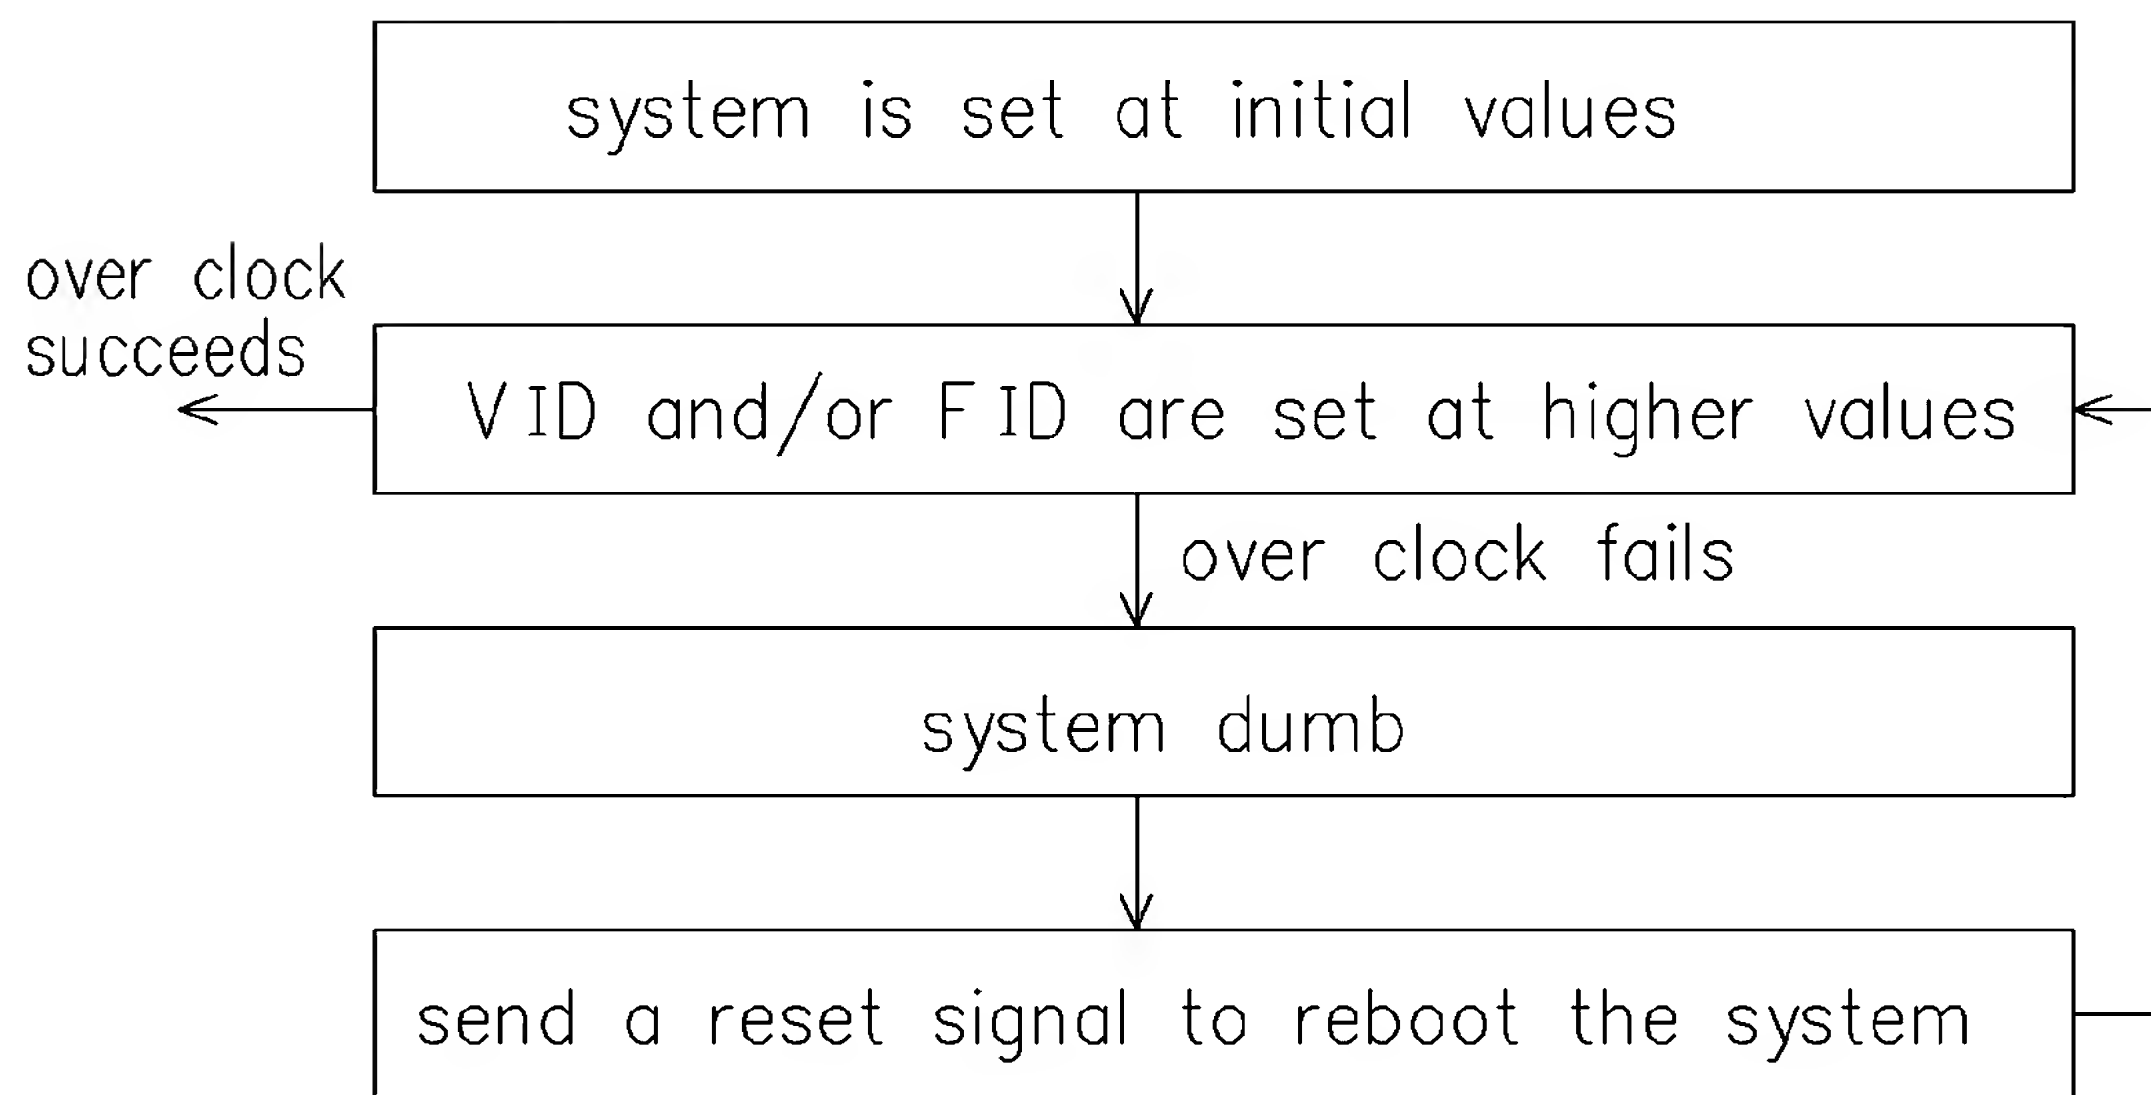 system is set at initial values
over clock
succeeds
VID and/or FID are set at higher values
over clock fails
system dumb
send a reset signal to reboot the system